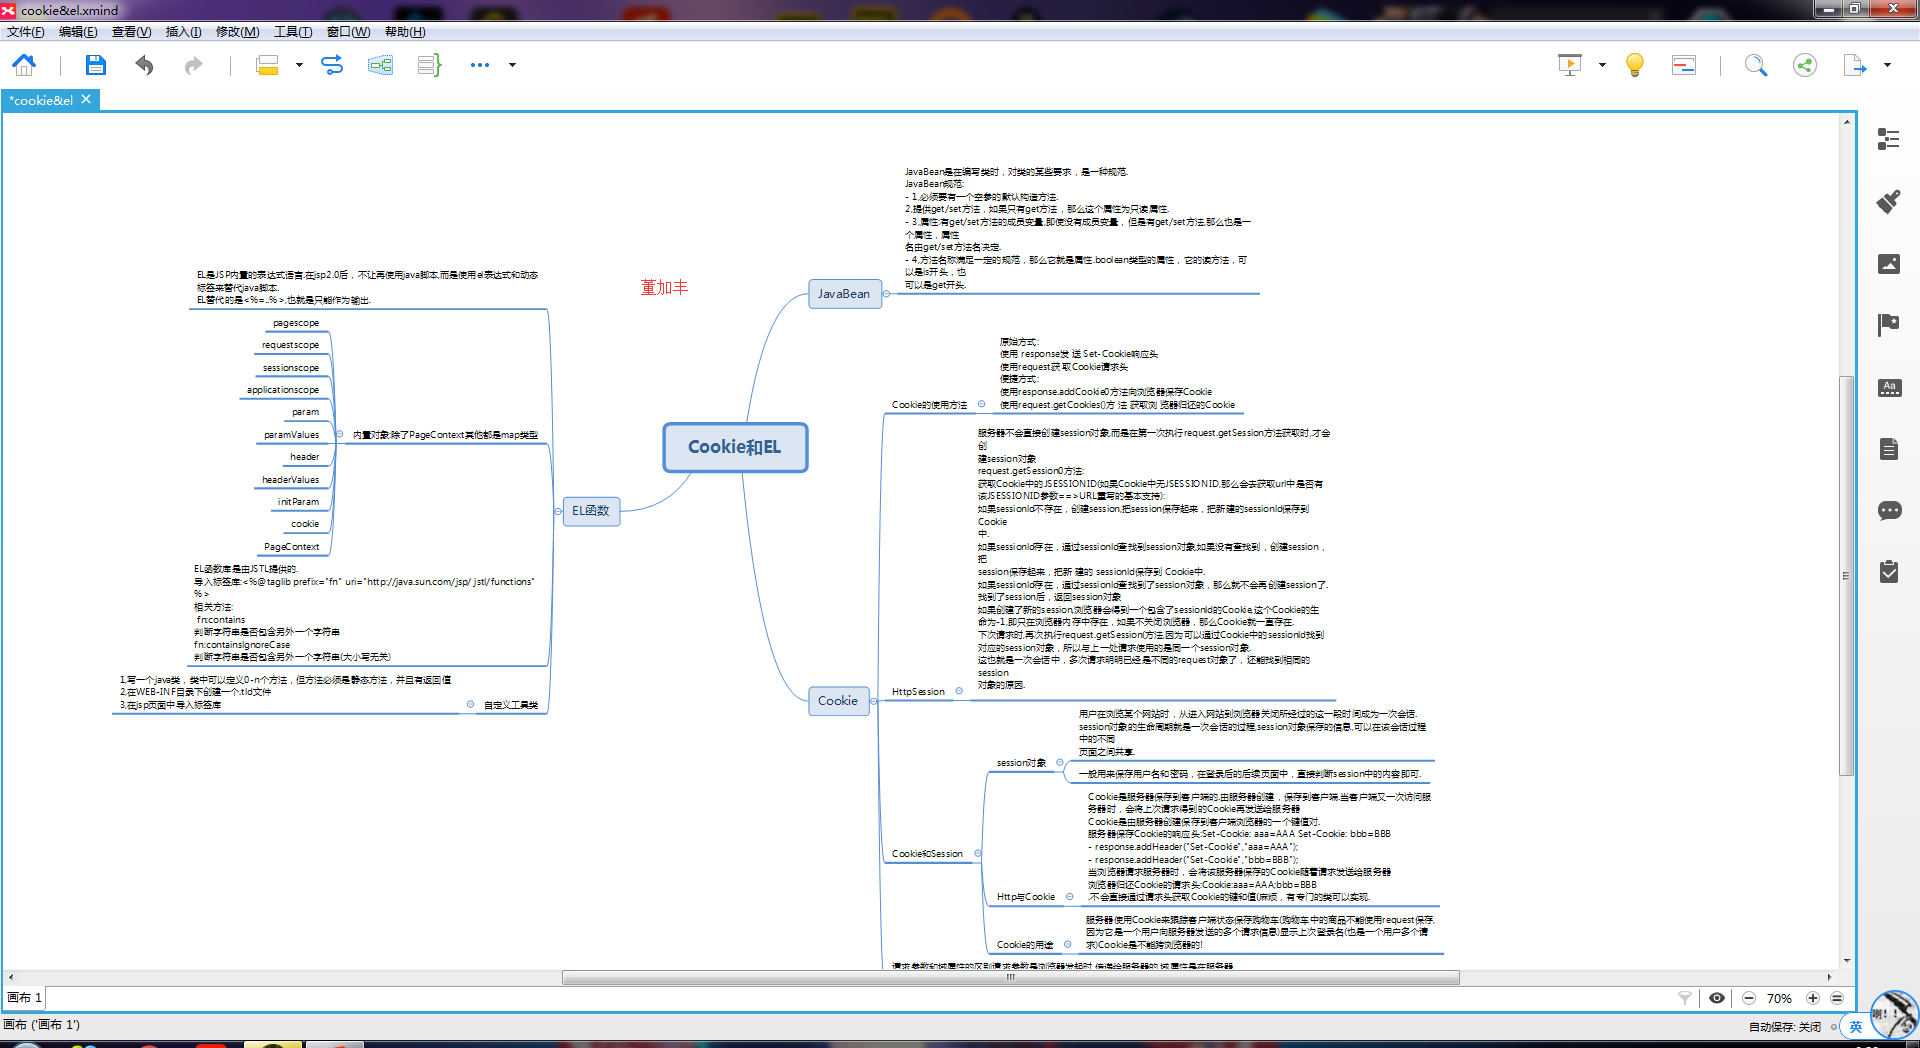 cookie&el.xmind
文件(F) 编辑(E) 查看(V) 插入(I) 修改(M) 工具(T) 窗口(W) 帮助(H)
*cookie&el
JavaBean是在编写类时，对类的某些要求，是一种规范.
JavaBean规范:
- 1,必须要有一个空参的默认构造方法.
2,提供get/set方法，如果只有get方法，那么这个属性为只读属性.
- 3,属性:有get/set方法的成员变量,即使没有成员变量，但是有get/set方法,那么也是一
个属性，属性
名由get/set方法名决定.
- 4,方法名称满足一定的规范，那么它就是属性.boolean类型的属性，它的读方法，可
以是is开头，也
可以是get开头.
JavaBean
董加丰
EL是JSP内置的表达式语言,在jsp2.0后，不让再使用java脚本,而是使用el表达式和动态
标签来替代java脚本.
EL替代的是<%=..%>,也就是只能作为输出.
pagescope
requestscope
sessionscope
applicationscope
param
paramValues
header
headerValues
initParam
cookie
PageContext
内置对象;除了PageContext其他都是map类型
EL函数库是由JSTL提供的.
导入标签库:<%@taglib prefix="fn" uri="http://java.sun.com/jsp/ jstl/functions"
%>
相关方法:
fn:contains
判断字符串是否包含另外一个字符串
fn:containsIgnoreCase
判断字符串是否包含另外一个字符串(大小写无关)
1,写一个java类，类中可以定义0-n个方法，但方法必须是静态方法，并且有返回值
2,在WEB-INF目录下创建一个.tld文件
3,在jsp页面中导入标签库
自定义工具类
EL函数
Cookie和EL
原始方式:
使用 response发 送 Set-Cookie响应头
使用request获 取Cookie请求头
便捷方式:
使用response.addCookie0方法向浏览器保存Cookie
使用request.getCookies()方 法 获取浏 览器归还的Cookie
Cookie的使用方法
服务器不会直接创建session对象,而是在第一次执行request.getSession方法获取时,才会
创
建session对象
request.getSession0方法:
获取Cookie中的JSESSIONID(如果Cookie中无JSESSIONID,那么会去获取url中是否有
该JSESSIONID参数==>URL重写的基本支持):
如果sessionId不存在，创建session,把session保存起来，把新建的sessionId保存到
Cookie
中.
如果sessionId存在，通过sessionId查找到session对象,如果没有查找到，创建session，
把
session保存起来，把新 建的 sessionId保存到 Cookie中.
如果sessionId存在，通过sessionId查找到了session对象，那么就不会再创建session了.
找到了session后，返回session对象
如果创建了新的session,浏览器会得到一个包含了sessionId的Cookie,这个Cookie的生
命为-1,即只在浏览器内存中存在，如果不关闭浏览器，那么Cookie就一直存在.
下次请求时,再次执行request.getSession(方法,因为可以通过Cookie中的sessionId找到
对应的session对象，所以与上一处请求使用的是同一个session对象.
这也就是一次会话中，多次请求明明已经是不同的request对象了，还能找到相同的
session
对象的原因.
HttpSession
Cookie
用户在浏览某个网站时，从进入网站到浏览器关闭所经过的这一段时间成为一次会话.
session对象的生命周期就是一次会话的过程,session对象保存的信息,可以在该会话过程
中的不同
页面之间共享.
session对象
一般用来保存用户名和密码，在登录后的后续页面中，直接判断session中的内容即可.
Cookie是服务器保存到客户端的.由服务器创建，保存到客户端,当客户端又一次访问服
务器时，会将上次请求得到的Cookie再发送给服务器
Cookie是由服务器创建保存到客户端浏览器的一个键值对.
服务器保存Cookie的响应头:Set-Cookie: aaa=AAA Set-Cookie: bbb=BBB
- response.addHeader("Set-Cookie","aaa=AAA");
- response.addHeader("Set-Cookie","bbb=BBB");
当浏览器请求服务器时，会将该服务器保存的Cookie随着请求发送给服务器
浏览器归还Cookie的请求头:Cookie:aaa=AAA;bbb=BBB
.不会直接通过请求头获取Cookie的键和值(麻烦，有专门的类可以实现.
Cookie和Session
Http与Cookie
服务器使用Cookie来跟踪客户端状态保存购物车(购物车中的商品不能使用request保存,
因为它是一个用户向服务器发送的多个请求信息)显示上次登录名(也是一个用户多个请
求)Cookie是不能跨浏览器的!
Cookie的用途
请求参数和域属性的区别请求参数是浏览器发起时,传递给服务器的,域属性是在服务器
画布 1
70%
画布 ('画布 1')
自动保存: 关闭
英